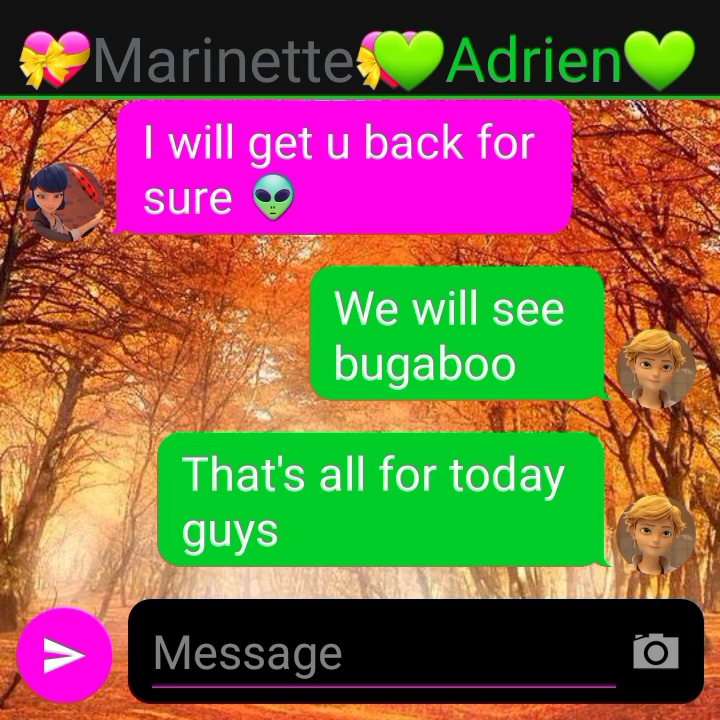 💝Marinette💝💚Adrien💚
I will get u back for
sure 👽
We will see
bugaboo
That's all for today
guys
Message